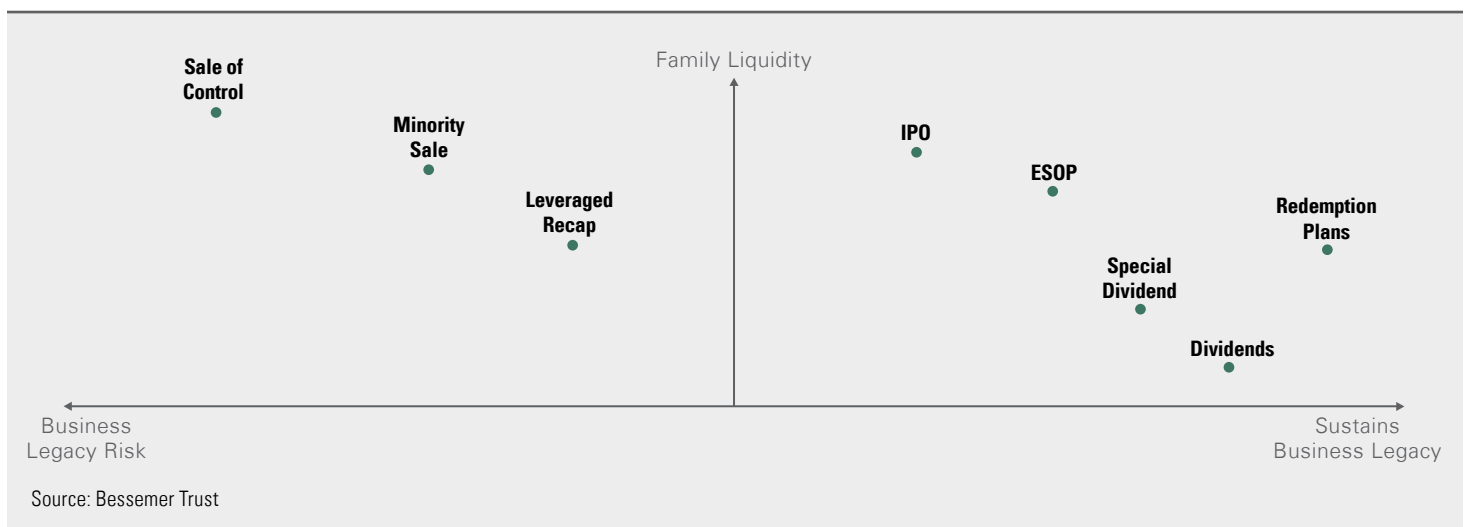 Family Liquidity
Sale of
Control
Minority
Sale
Leveraged
Recap
IPO
ESOP
Redemption
Plans
Special
Dividend
Dividends
Business
Legacy Risk
Sustains
Business Legacy
Source: Bessemer Trust